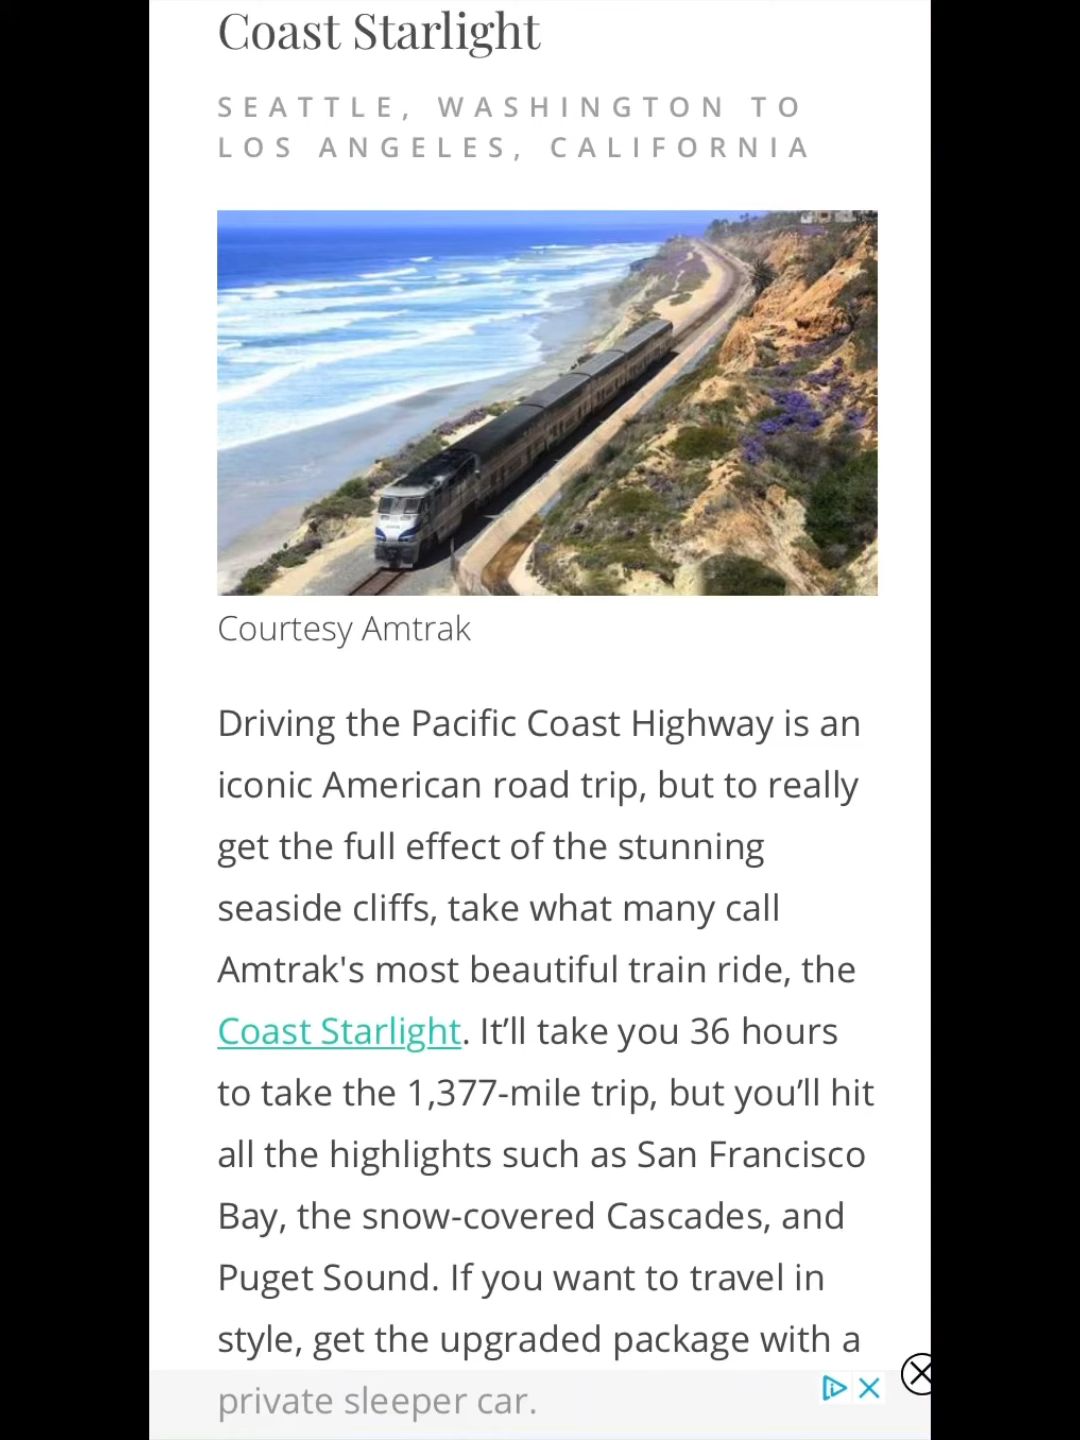 Coast Starlight
SEATTLE, WASHINGTON TO
LOS ANGELES, CALIFORNIA
Courtesy Amtrak
Driving the Pacific Coast Highway is an
iconic American road trip, but to really
get the full effect of the stunning
seaside cliffs, take what many call
Amtrak's most beautiful train ride, the
Coast Starlight. It’ll take you 36 hours
to take the 1,377-mile trip, but you’ll hit
all the highlights such as San Francisco
Bay, the snow-covered Cascades, and
Puget Sound. If you want to travel in
style, get the upgraded package with a
private sleeper car.